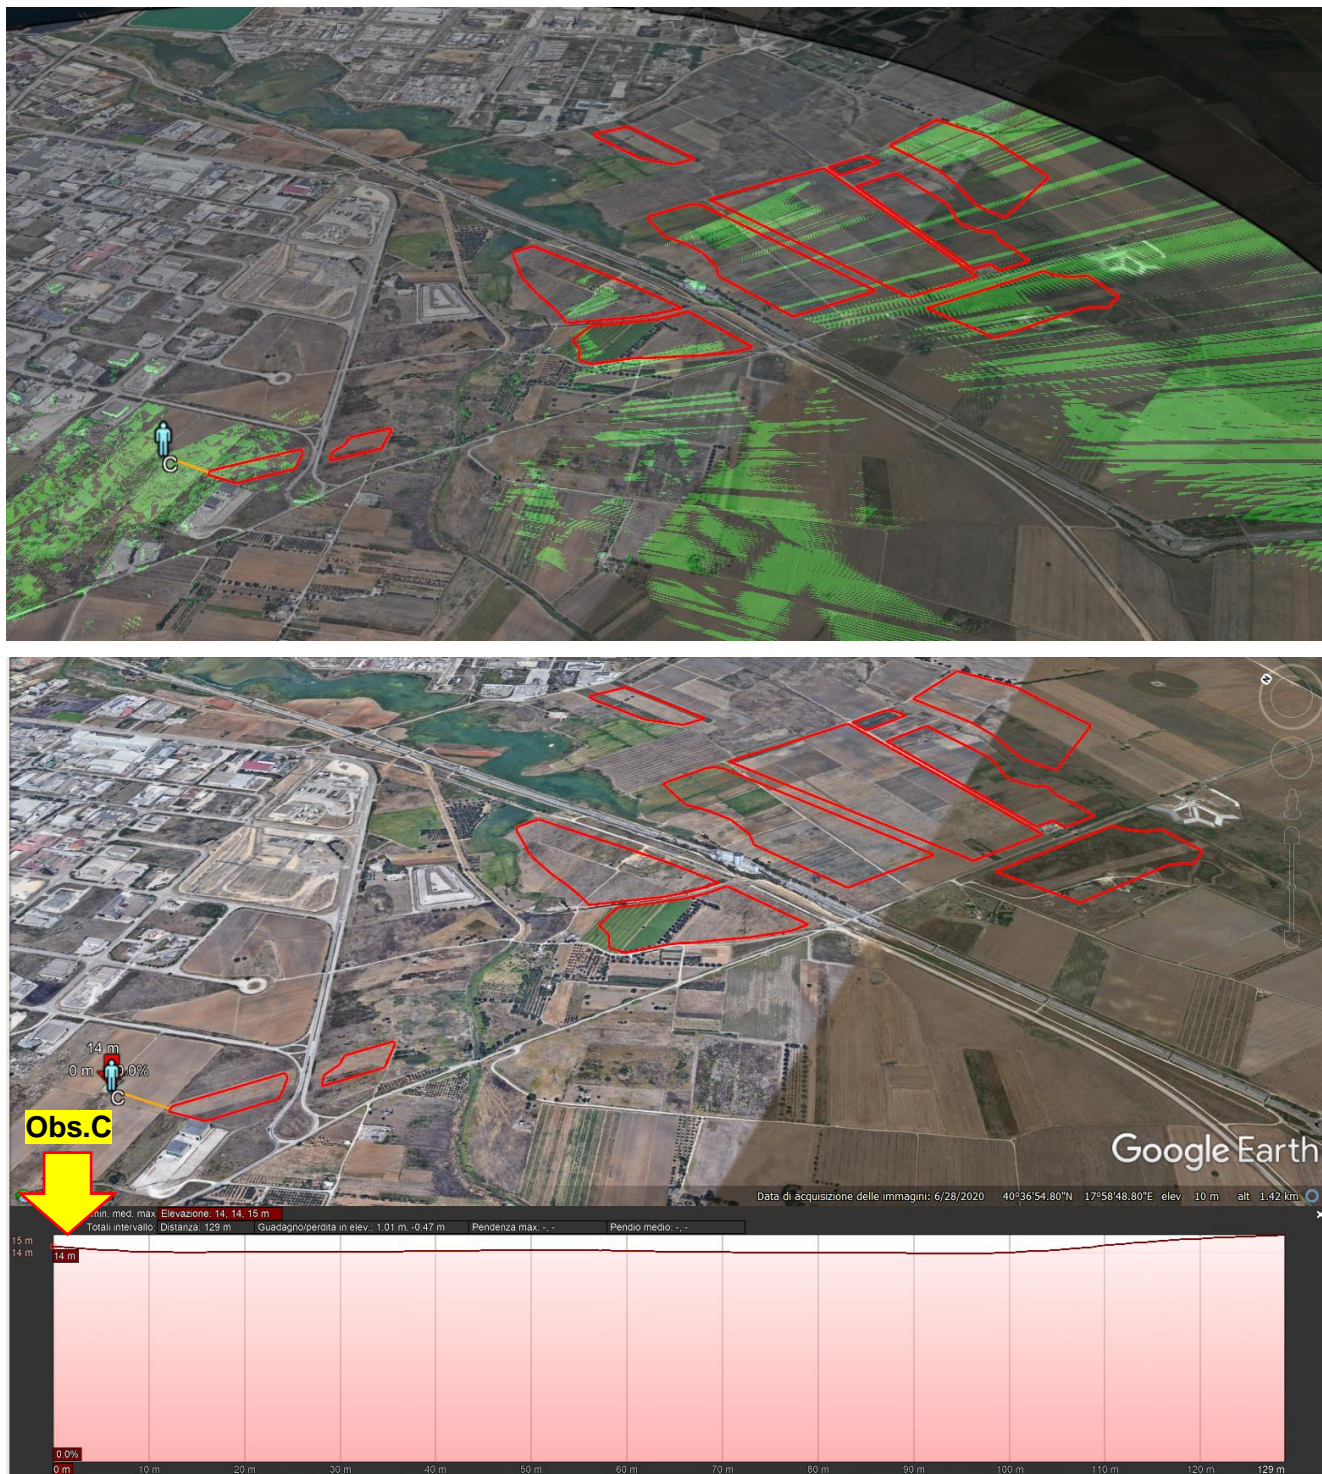 C
N
14 m
0 m 0.0%
C
Obs.C
Google Earth
Data di acquisizione delle immagini: 6/28/2020 40°36'54.80"N 17°58'48.80"E elev 10 m alt 1.42 km
min. med. max Elevazione: 14, 14, 15 m
Totali intervallo: Distanza: 129 m Guadagno/perdita in elev.: 1.01 m, -0.47 m Pendenza max: -, - Pendio medio: -, -
15 m
14 m
14 m
0.0%
0 m 10 m 20 m 30 m 40 m 50 m 60 m 70 m 80 m 90 m 100 m 110 m 120 m 129 m